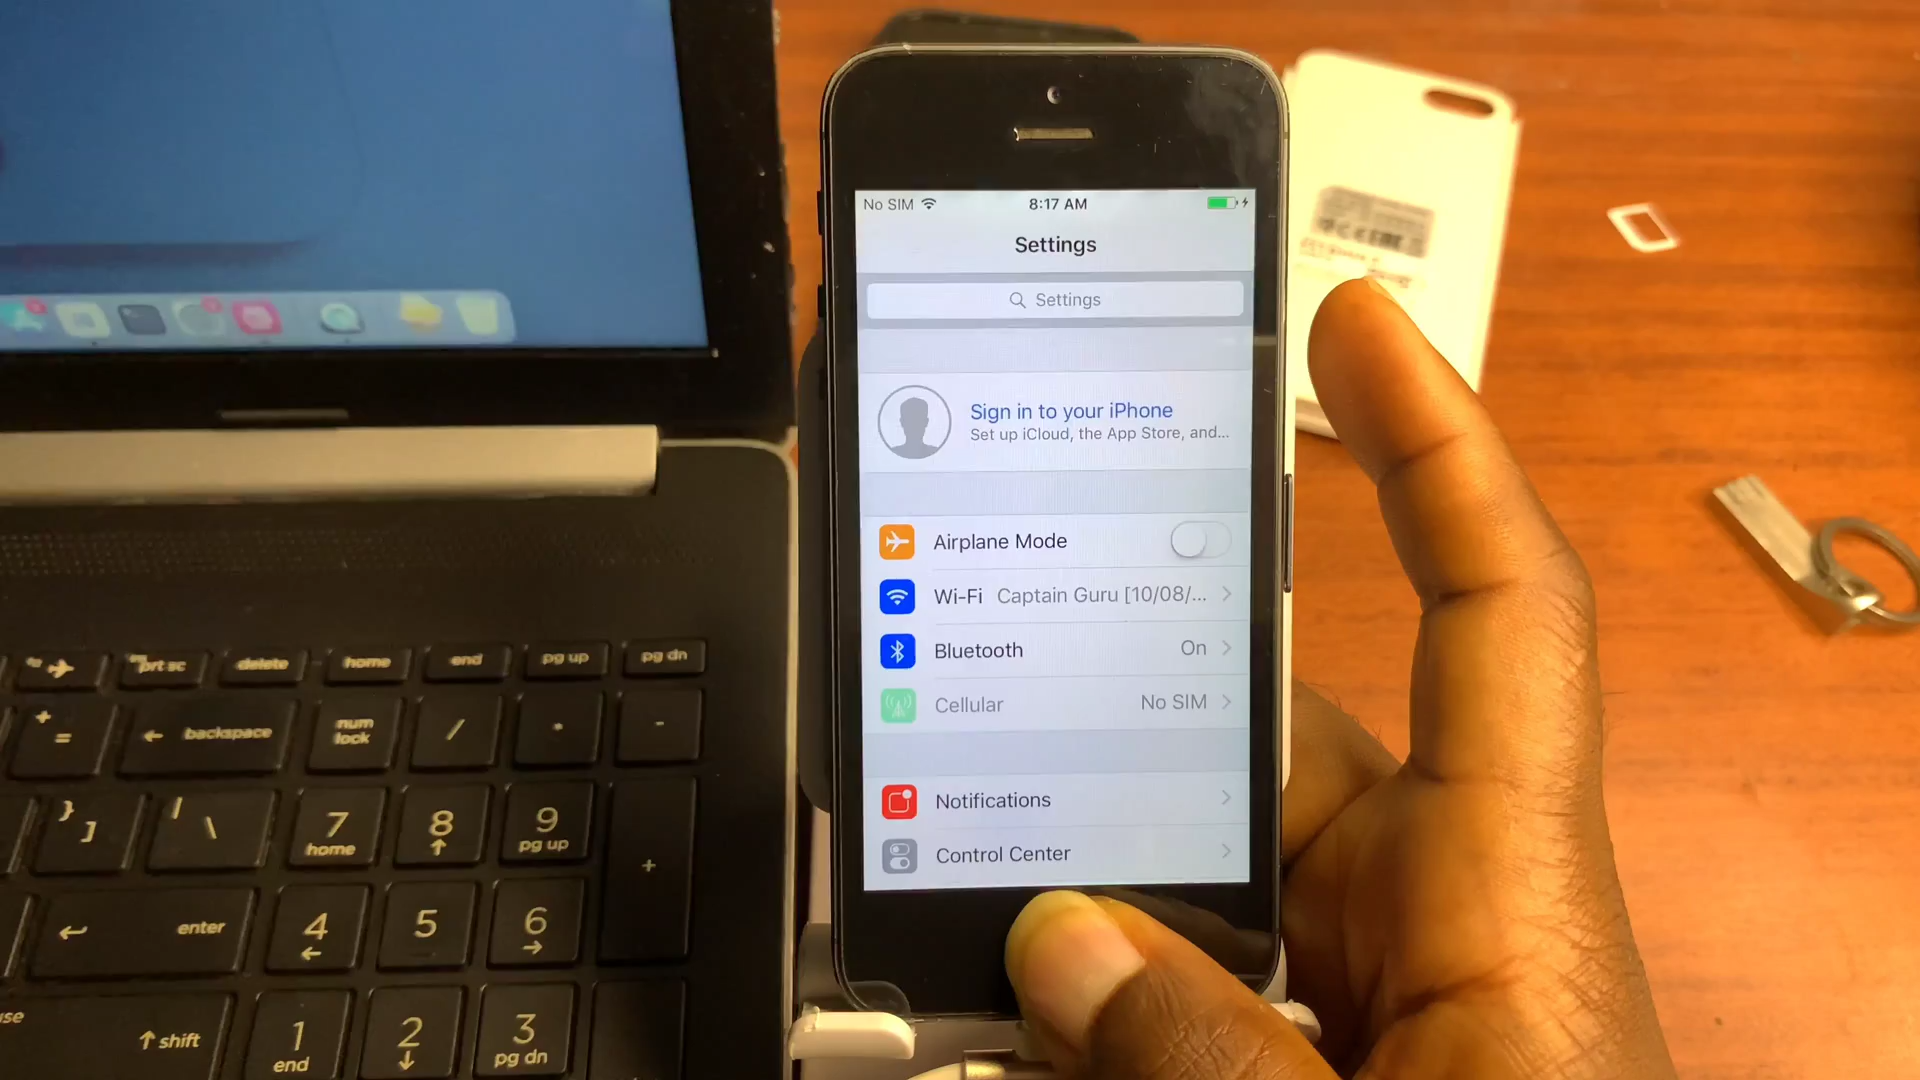 No SIM
8:17 AM
Settings
Settings
Sign in to your iPhone
Set up iCloud, the App Store, and...
Airplane Mode
Wi-Fi Captain Guru [10/08/...
Bluetooth On
Cellular No SIM
Notifications
Control Center
prt sc
delete
home
end
pg up
pg dn
+
=
← backspace
num
lock
/
*
-
}
]
|
\
7
home
8
↑
9
pg up
+
↵ enter
4
←
5
6
→
↑ shift
1
end
2
↓
3
pg dn